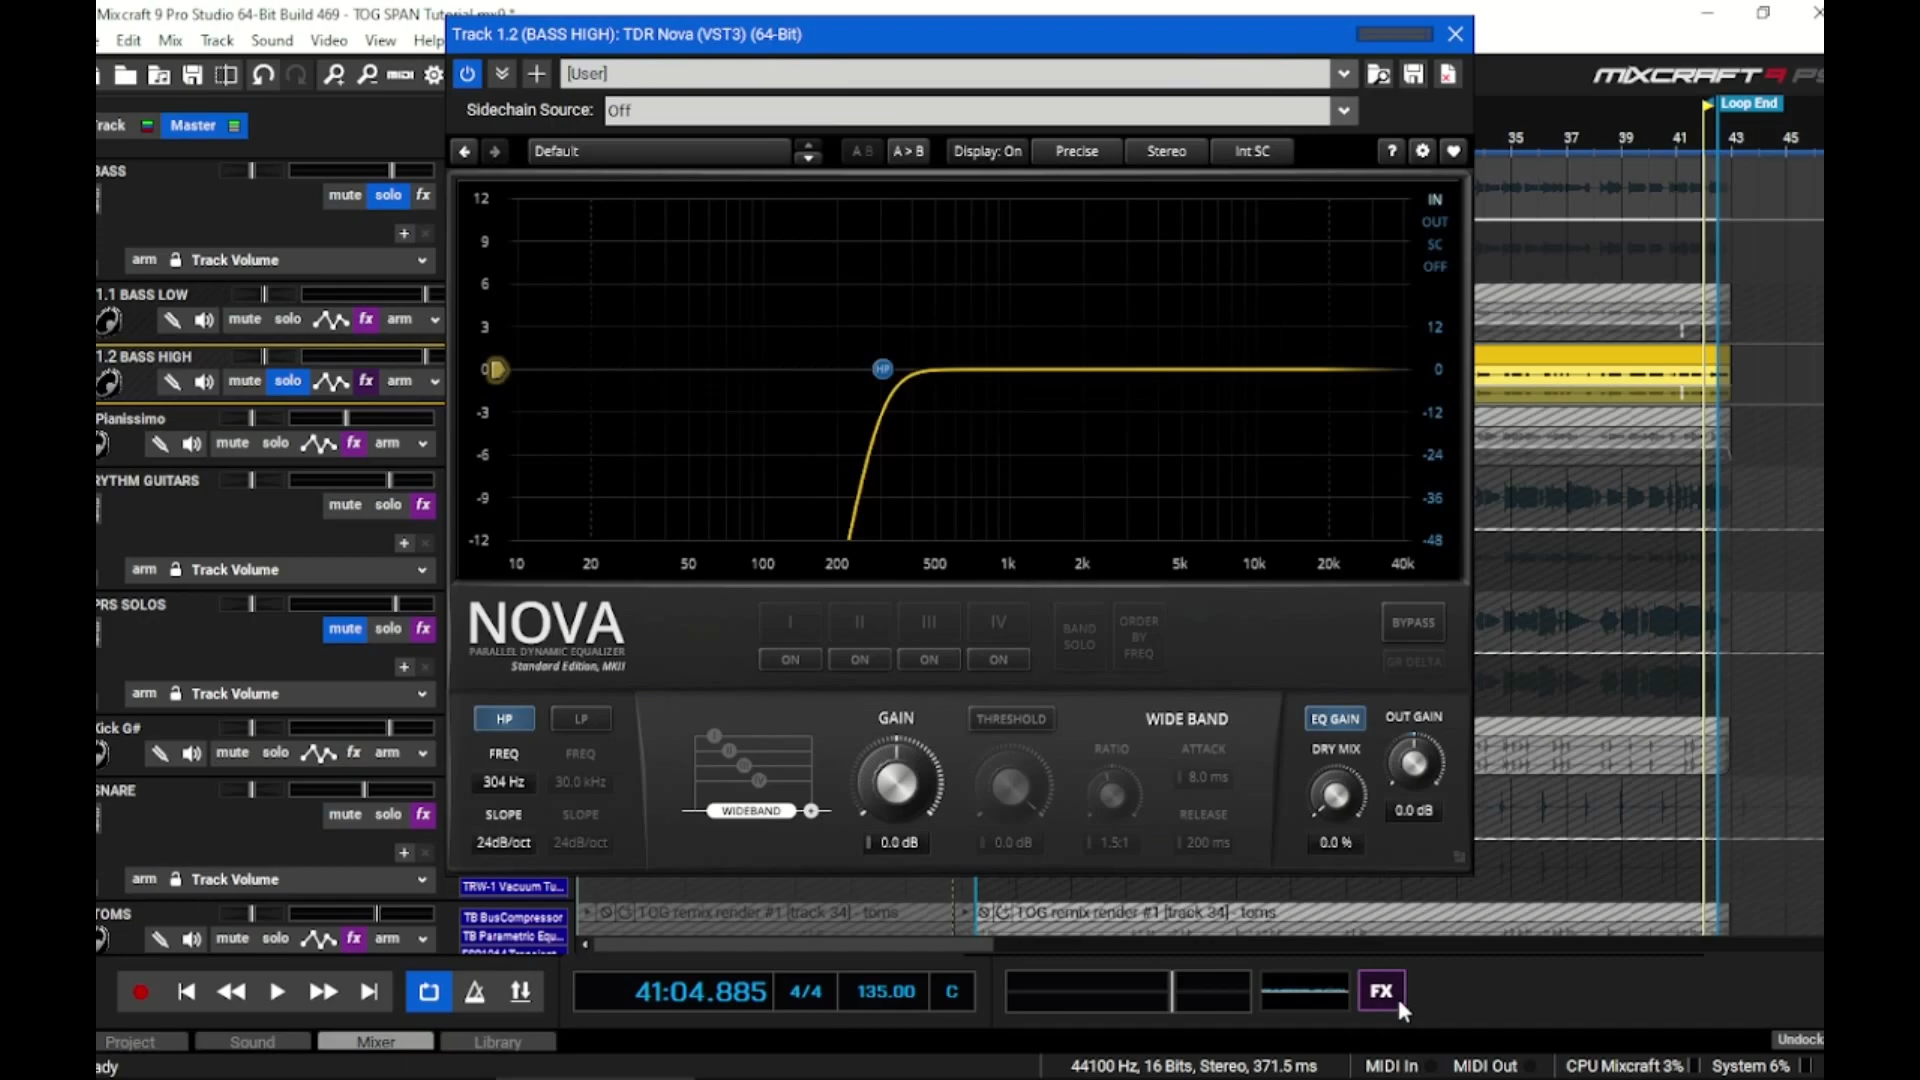 Mixcraft 9 Pro Studio 64-Bit Build 469 - TOG SPAN Tutorial.mx9 *
Edit Mix Track Sound Video View Help
Track 1.2 (BASS HIGH): TDR Nova (VST3) (64-Bit)
[User]
Sidechain Source: Off
MIXCRAFT 9
Loop End
35 37 39 41 43 45
rack Master
Default A B A > B Display: On Precise Stereo Int SC ?
BASS
mute solo fx
arm Track Volume
1.1 BASS LOW
mute solo fx arm
1.2 BASS HIGH
mute solo fx arm
Pianissimo
mute solo fx arm
RYTHM GUITARS
mute solo fx
arm Track Volume
PRS SOLOS
mute solo fx
arm Track Volume
Kick G#
mute solo fx arm
SNARE
mute solo fx
arm Track Volume
TOMS
mute solo fx arm
12
9
6
3
0
-3
-6
-9
-12
HP
IN
OUT
SC
OFF
12
0
-12
-24
-36
-48
10 20 50 100 200 500 1k 2k 5k 10k 20k 40k
NOVA
PARALLEL DYNAMIC EQUALIZER
Standard Edition, MKII
I II III IV
ON ON ON ON
BAND SOLO
ORDER BY FREQ
BYPASS
GR DELTA
HP LP
FREQ FREQ
304 Hz 30.0 kHz
SLOPE SLOPE
24dB/oct 24dB/oct
I
II
III
IV
WIDEBAND
GAIN
0.0 dB
THRESHOLD
0.0 dB
WIDE BAND
RATIO
1.5:1
ATTACK
8.0 ms
RELEASE
200 ms
EQ GAIN
DRY MIX
0.0 %
OUT GAIN
0.0 dB
TRW-1 Vacuum Tu...
TB BusCompressor
TB Parametric Equ...
TOG remix render #1 [track 34] - toms
TOG remix render #1 [track 34] - toms
41:04.885 4/4 135.00 C
FX
Project Sound Mixer Library
Undock
ady
44100 Hz, 16 Bits, Stereo, 371.5 ms MIDI In MIDI Out CPU Mixcraft 3% System 6%